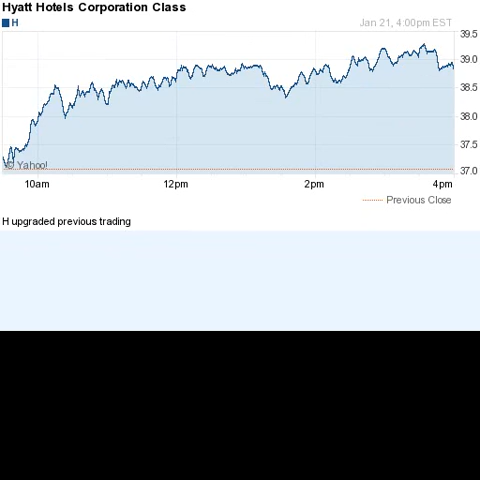 Hyatt Hotels Corporation Class
H Jan 21, 4:00pm EST
39.5
39.0
38.5
38.0
37.5
37.0
© Yahoo!
10am 12pm 2pm 4pm
Previous Close
H upgraded previous trading